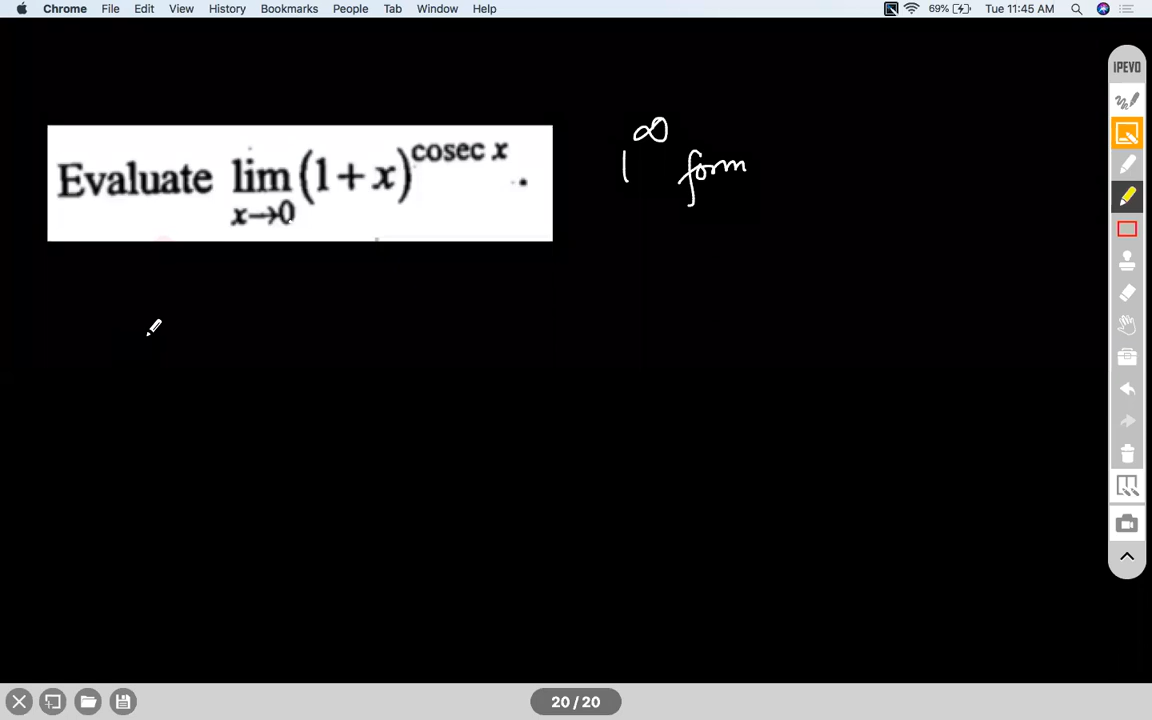 Chrome File Edit View History Bookmarks People Tab Window Help 69% Tue 11:45 AM
IPEVO
Evaluate lim (1 + x)^cosec x .
x→0
1^∞ form
20 / 20